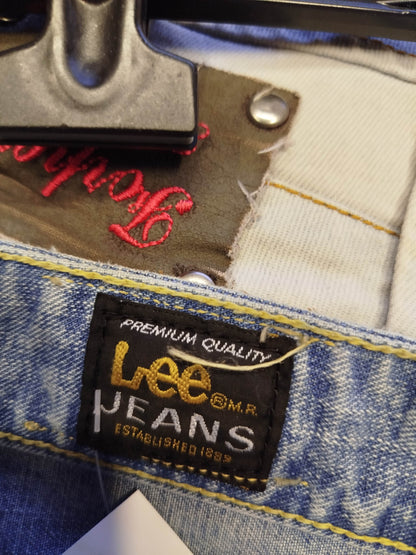 PREMIUM QUALITY
Lee ® M.R.
JEANS
ESTABLISHED 1889